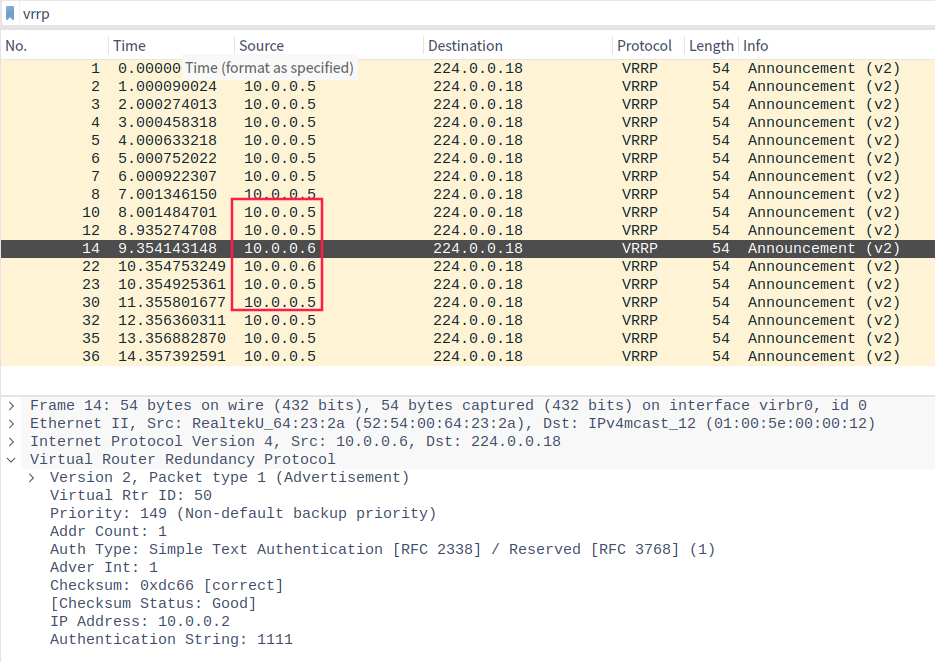 vrrp
No. Time Source Destination Protocol Length Info
1 0.00000 Time (format as specified) 224.0.0.18 VRRP 54 Announcement (v2)
2 1.000090024 10.0.0.5 224.0.0.18 VRRP 54 Announcement (v2)
3 2.000274013 10.0.0.5 224.0.0.18 VRRP 54 Announcement (v2)
4 3.000458318 10.0.0.5 224.0.0.18 VRRP 54 Announcement (v2)
5 4.000633218 10.0.0.5 224.0.0.18 VRRP 54 Announcement (v2)
6 5.000752022 10.0.0.5 224.0.0.18 VRRP 54 Announcement (v2)
7 6.000922307 10.0.0.5 224.0.0.18 VRRP 54 Announcement (v2)
8 7.001346150 10.0.0.5 224.0.0.18 VRRP 54 Announcement (v2)
10 8.001484701 10.0.0.5 224.0.0.18 VRRP 54 Announcement (v2)
12 8.935274708 10.0.0.5 224.0.0.18 VRRP 54 Announcement (v2)
14 9.354143148 10.0.0.6 224.0.0.18 VRRP 54 Announcement (v2)
22 10.354753249 10.0.0.6 224.0.0.18 VRRP 54 Announcement (v2)
23 10.354925361 10.0.0.5 224.0.0.18 VRRP 54 Announcement (v2)
30 11.355801677 10.0.0.5 224.0.0.18 VRRP 54 Announcement (v2)
32 12.356360311 10.0.0.5 224.0.0.18 VRRP 54 Announcement (v2)
35 13.356882870 10.0.0.5 224.0.0.18 VRRP 54 Announcement (v2)
36 14.357392591 10.0.0.5 224.0.0.18 VRRP 54 Announcement (v2)
Frame 14: 54 bytes on wire (432 bits), 54 bytes captured (432 bits) on interface virbr0, id 0
Ethernet II, Src: RealtekU_64:23:2a (52:54:00:64:23:2a), Dst: IPv4mcast_12 (01:00:5e:00:00:12)
Internet Protocol Version 4, Src: 10.0.0.6, Dst: 224.0.0.18
Virtual Router Redundancy Protocol
Version 2, Packet type 1 (Advertisement)
Virtual Rtr ID: 50
Priority: 149 (Non-default backup priority)
Addr Count: 1
Auth Type: Simple Text Authentication [RFC 2338] / Reserved [RFC 3768] (1)
Adver Int: 1
Checksum: 0xdc66 [correct]
[Checksum Status: Good]
IP Address: 10.0.0.2
Authentication String: 1111